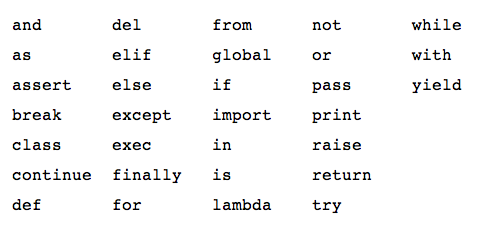 and del from not while
as elif global or with
assert else if pass yield
break except import print
class exec in raise
continue finally is return
def for lambda try